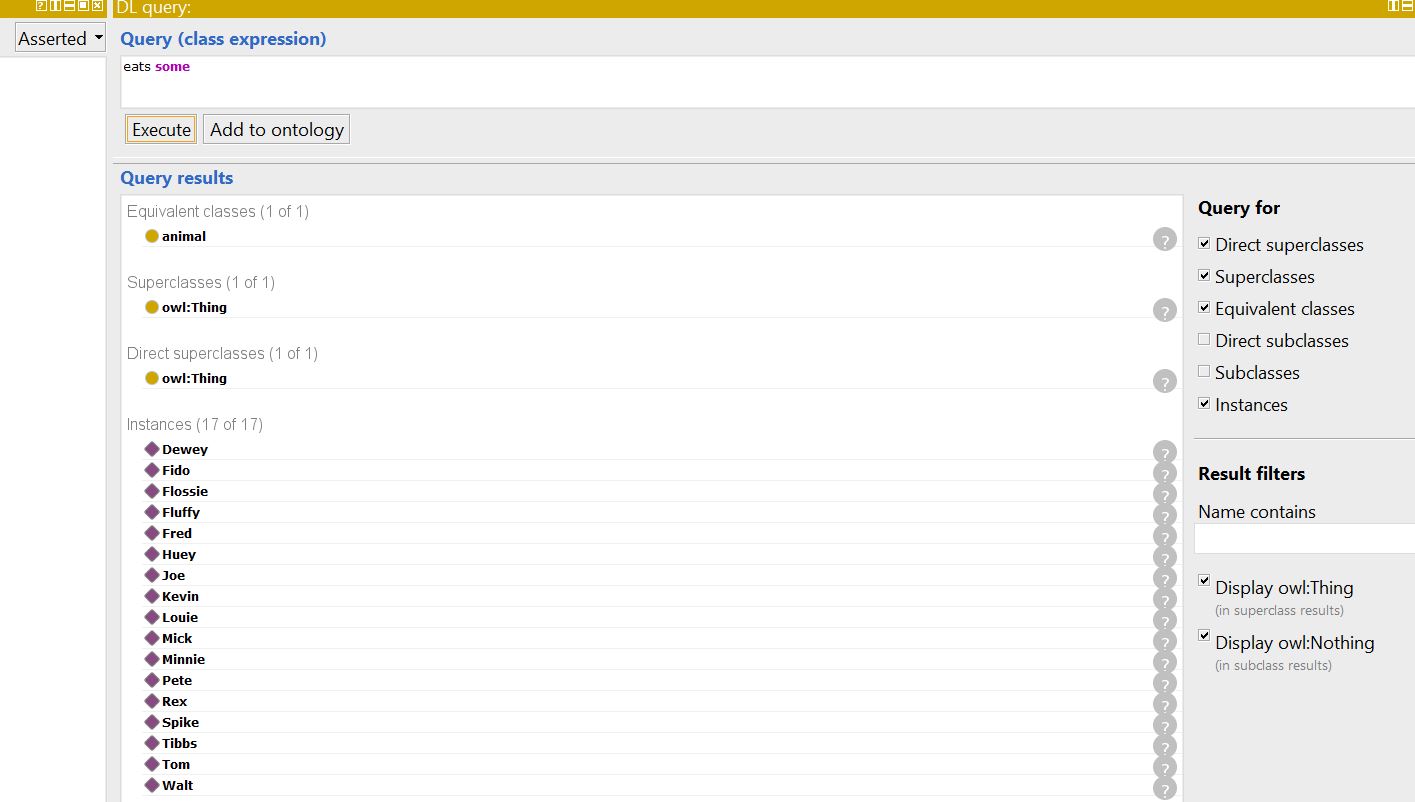 DL query:
Asserted
Query (class expression)
eats some
Execute
Add to ontology
Query results
Equivalent classes (1 of 1)
animal
?
Superclasses (1 of 1)
owl:Thing
?
Direct superclasses (1 of 1)
owl:Thing
?
Instances (17 of 17)
Dewey
?
Fido
?
Flossie
?
Fluffy
?
Fred
?
Huey
?
Joe
?
Kevin
?
Louie
?
Mick
?
Minnie
?
Pete
?
Rex
?
Spike
?
Tibbs
?
Tom
?
Walt
?
Query for
Direct superclasses
Superclasses
Equivalent classes
Direct subclasses
Subclasses
Instances
Result filters
Name contains
Display owl:Thing
(in superclass results)
Display owl:Nothing
(in subclass results)